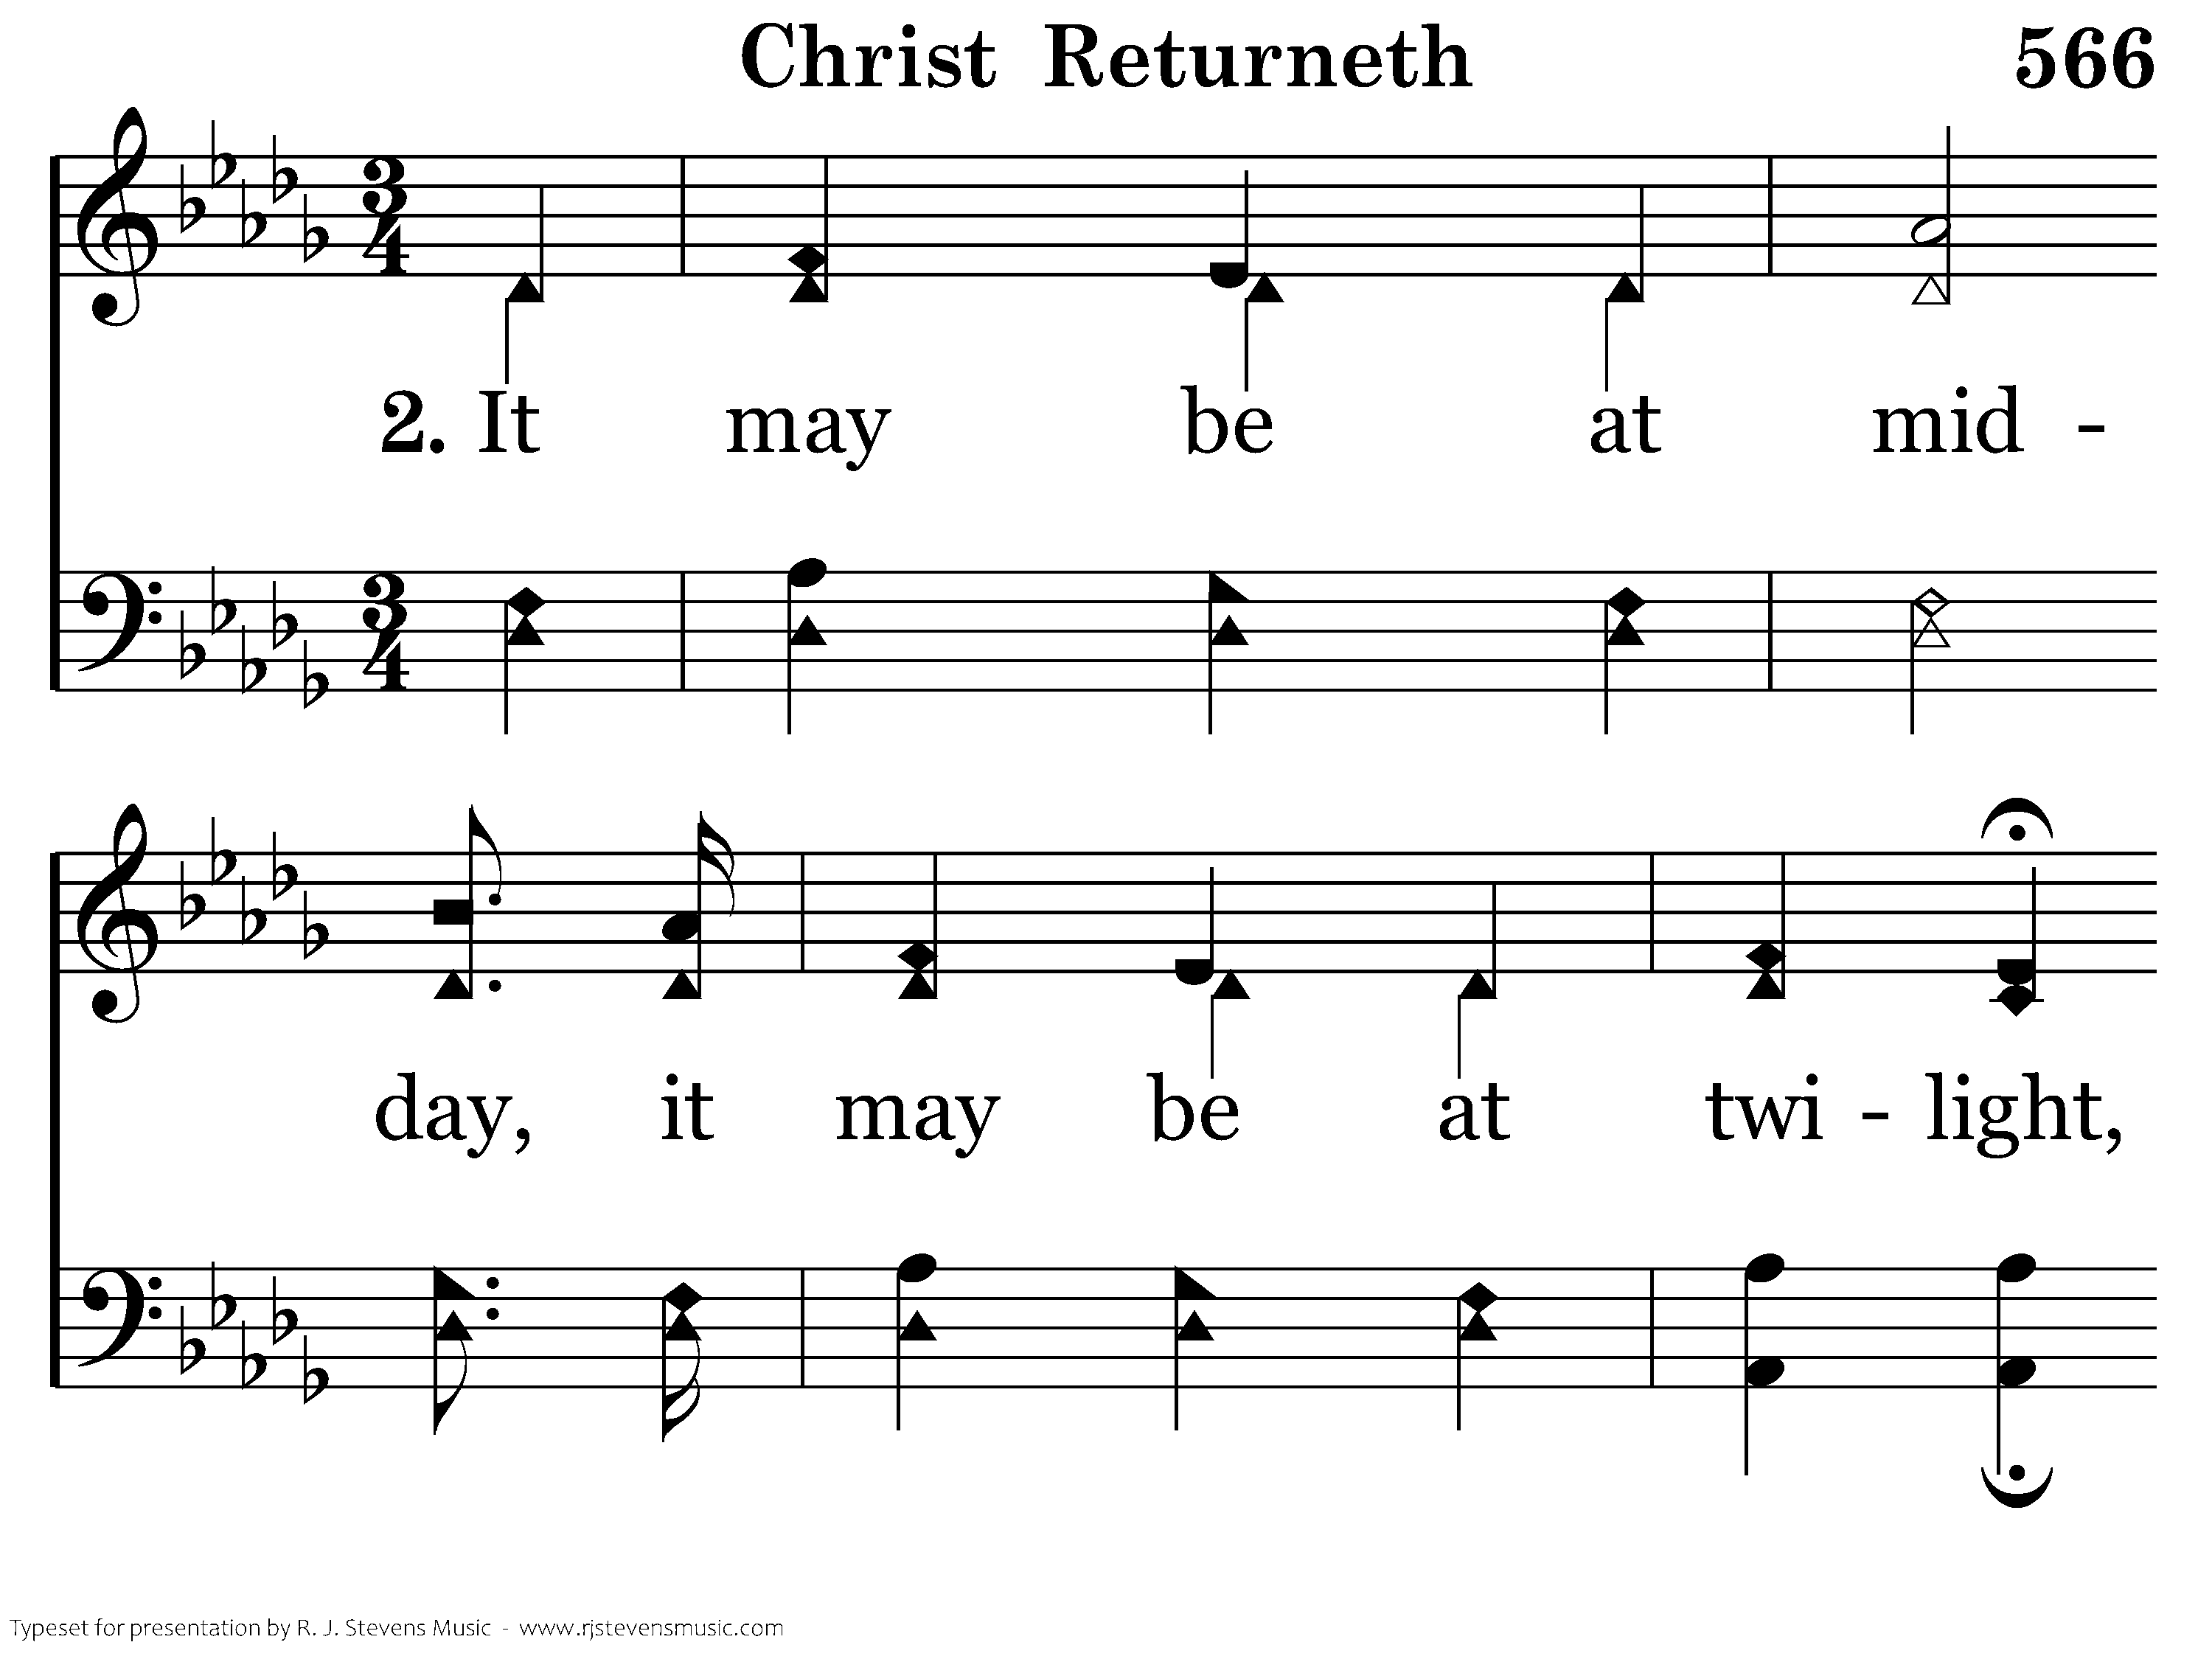 Christ Returneth 566
2. It may be at mid -
day, it may be at twi - light,
Typeset for presentation by R. J. Stevens Music - www.rjstevensmusic.com